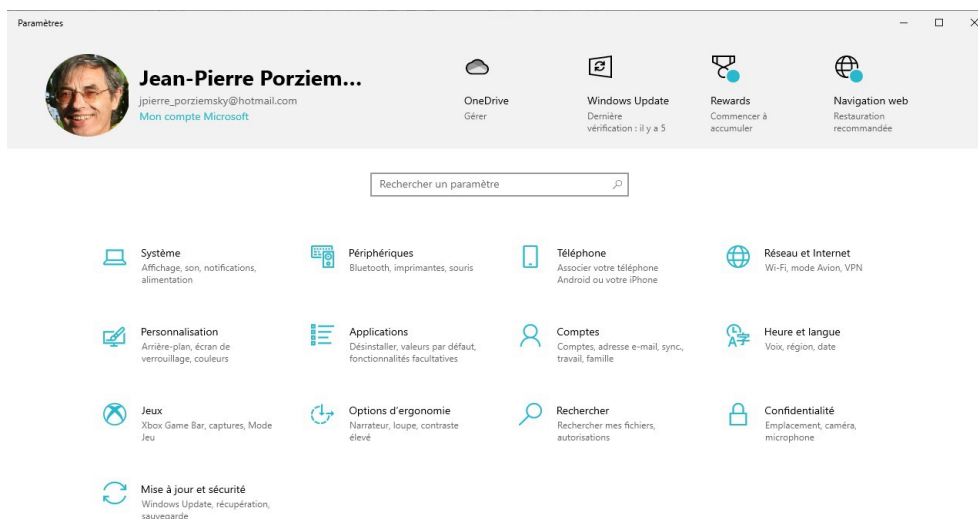 Paramètres
Jean-Pierre Porziem...
jpierre_porziemsky@hotmail.com
Mon compte Microsoft
OneDrive
Gérer
Windows Update
Dernière
vérification : il y a 5
Rewards
Commencer à
accumuler
Navigation web
Restauration
recommandée
Rechercher un paramètre
Système
Affichage, son, notifications,
alimentation
Périphériques
Bluetooth, imprimantes, souris
Téléphone
Associer votre téléphone
Android ou votre iPhone
Réseau et Internet
Wi-Fi, mode Avion, VPN
Personnalisation
Arrière-plan, écran de
verrouillage, couleurs
Applications
Désinstaller, valeurs par défaut,
fonctionnalités facultatives
Comptes
Comptes, adresse e-mail, sync.,
travail, famille
Heure et langue
Voix, région, date
Jeux
Xbox Game Bar, captures, Mode
Jeu
Options d'ergonomie
Narrateur, loupe, contraste
élevé
Rechercher
Rechercher mes fichiers,
autorisations
Confidentialité
Emplacement, caméra,
microphone
Mise à jour et sécurité
Windows Update, récupération,
sauvegarde